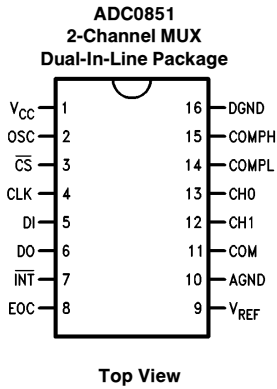 ADC0851
2-Channel MUX
Dual-In-Line Package
VCC 1 16 DGND
OSC 2 15 COMPH
C̅S̅ 3 14 COMPL
CLK 4 13 CH0
DI 5 12 CH1
DO 6 11 COM
I̅N̅T̅ 7 10 AGND
EOC 8 9 VREF
Top View